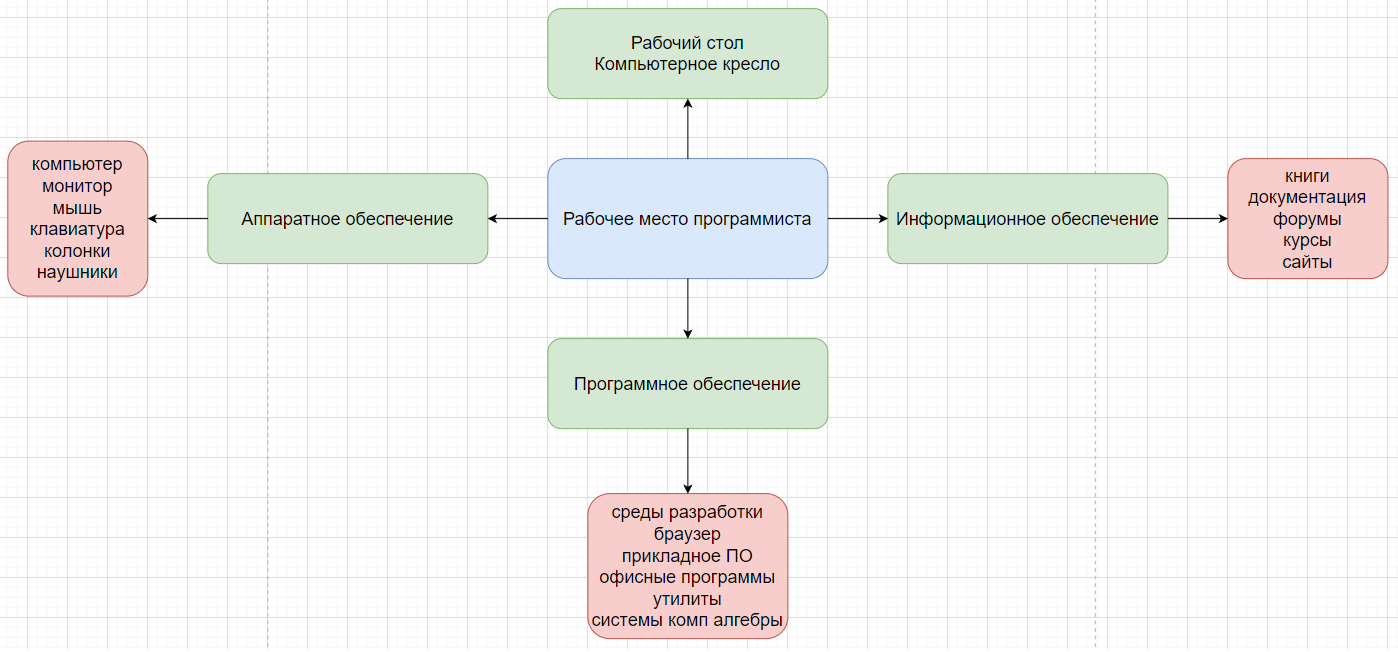 Рабочий стол
Компьютерное кресло
компьютер
монитор
мышь
клавиатура
колонки
наушники
Аппаратное обеспечение
Рабочее место программиста
Информационное обеспечение
книги
документация
форумы
курсы
сайты
Программное обеспечение
среды разработки
браузер
прикладное ПО
офисные программы
утилиты
системы комп алгебры